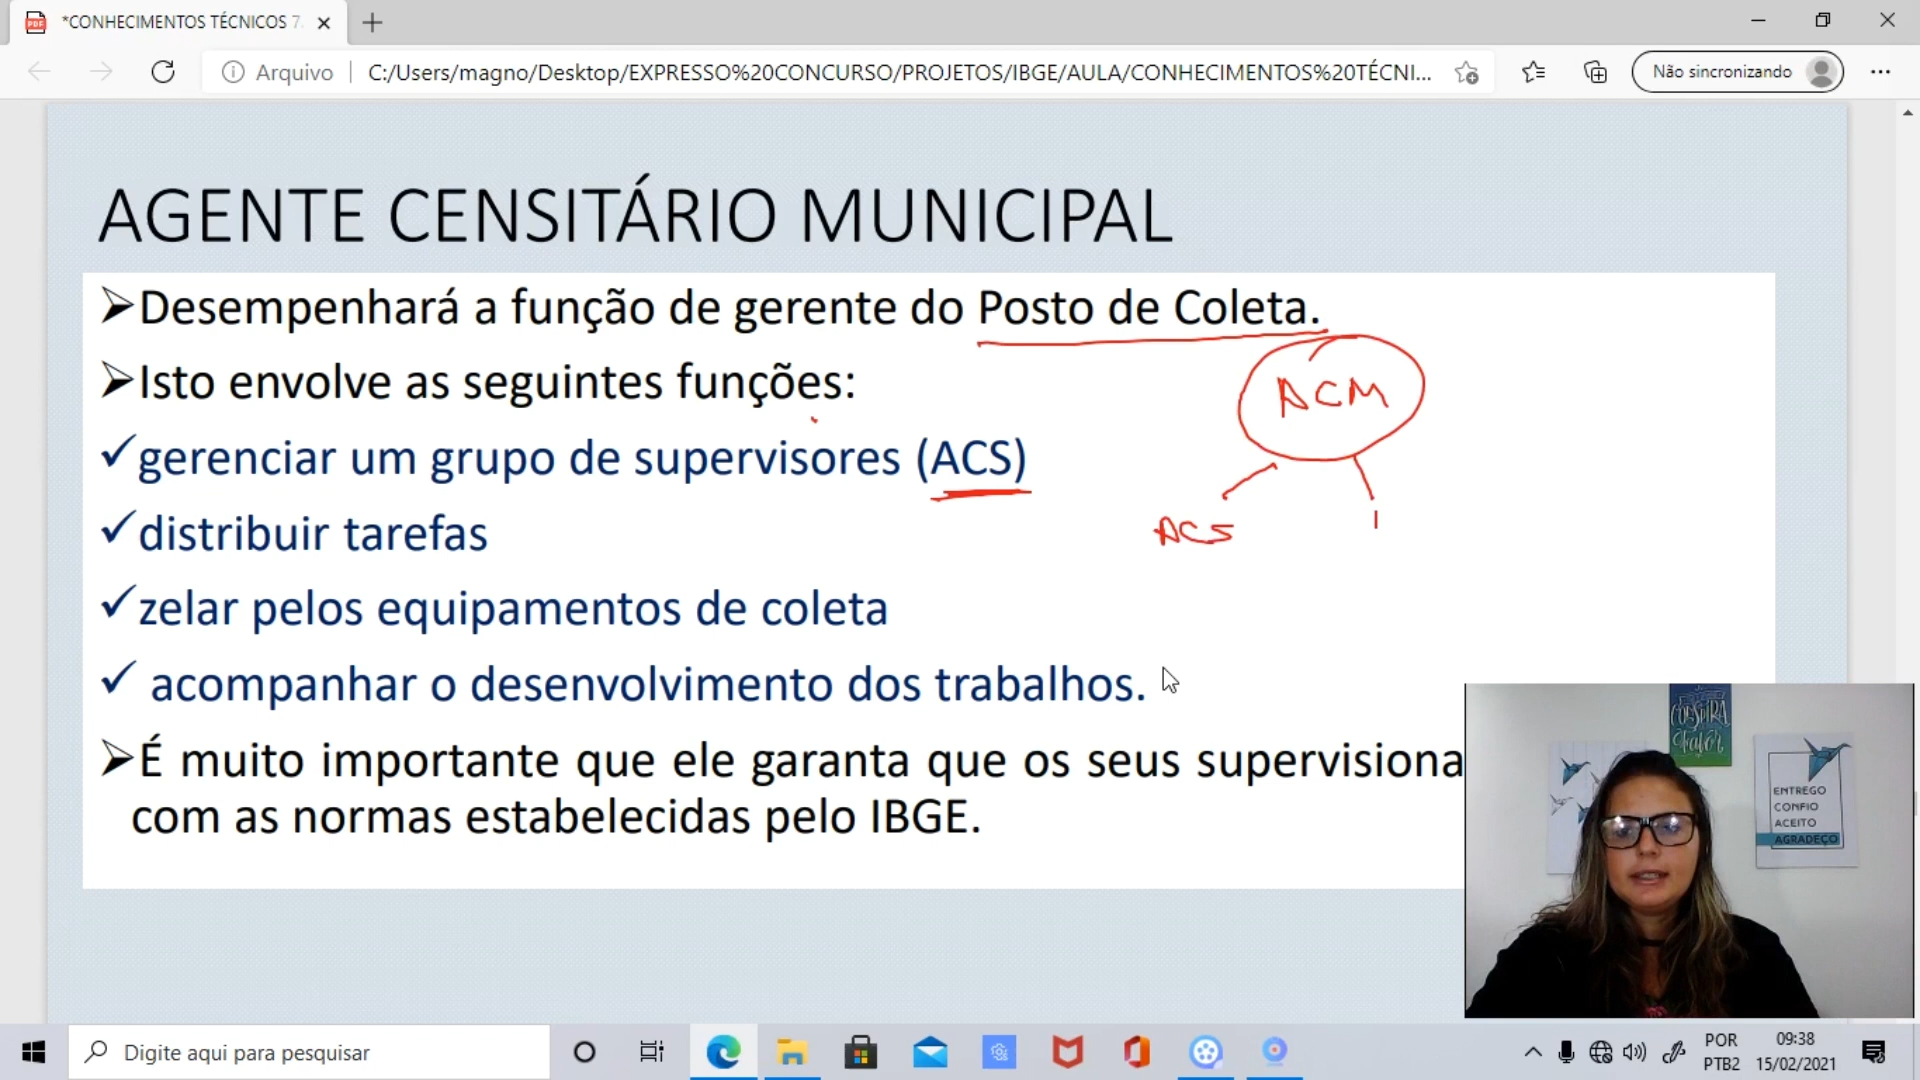 *CONHECIMENTOS TÉCNICOS 7.
Arquivo
C:/Users/magno/Desktop/EXPRESSO%20CONCURSO/PROJETOS/IBGE/AULA/CONHECIMENTOS%20TÉCNI...
Não sincronizando
AGENTE CENSITÁRIO MUNICIPAL
➢Desempenhará a função de gerente do Posto de Coleta.
➢Isto envolve as seguintes funções:
ACM
✓gerenciar um grupo de supervisores (ACS)
✓distribuir tarefas
ACS
✓zelar pelos equipamentos de coleta
✓ acompanhar o desenvolvimento dos trabalhos.
➢É muito importante que ele garanta que os seus supervisiona
com as normas estabelecidas pelo IBGE.
CONSPIRA
ENTREGO
CONFIO
ACEITO
AGRADEÇO
Digite aqui para pesquisar
POR
PTB2
09:38
15/02/2021